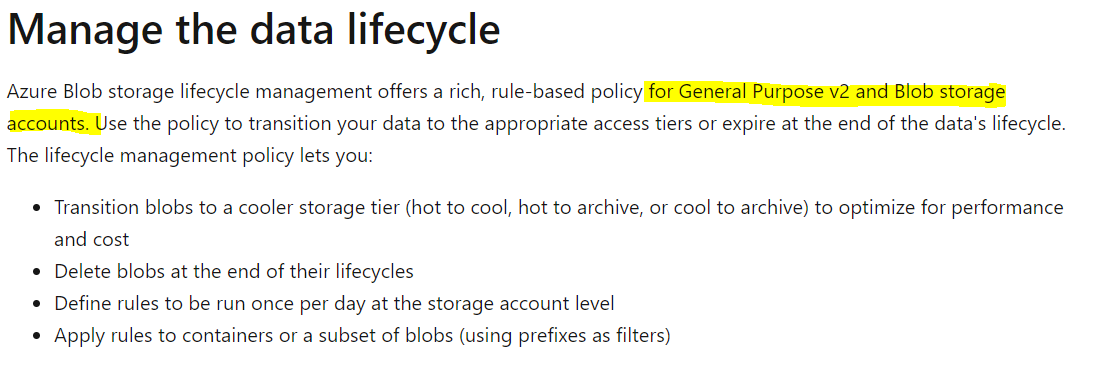 Manage the data lifecycle
Azure Blob storage lifecycle management offers a rich, rule-based policy for General Purpose v2 and Blob storage
accounts. Use the policy to transition your data to the appropriate access tiers or expire at the end of the data's lifecycle.
The lifecycle management policy lets you:
• Transition blobs to a cooler storage tier (hot to cool, hot to archive, or cool to archive) to optimize for performance
and cost
• Delete blobs at the end of their lifecycles
• Define rules to be run once per day at the storage account level
• Apply rules to containers or a subset of blobs (using prefixes as filters)